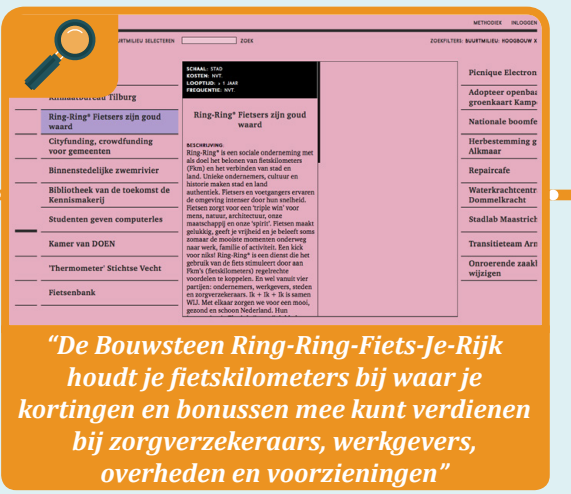 METHODIEK INLOGGEN
BUURTMILIEU SELECTEREN ZOEK ZOEKFILTERS: BUURTMILIEU: HOOGBOUW X
Klimaatbureau Tilburg
Ring-Ring® Fietsers zijn goud
waard
Cityfunding, crowdfunding
voor gemeenten
Binnenstedelijke zwemrivier
Bibliotheek van de toekomst de
Kennismakerij
Studenten geven computerles
Kamer van DOEN
'Thermometer' Stichtse Vecht
Fietsenbank
SCHAAL: STAD
KOSTEN: NVT.
LOOPTIJD: < 1 JAAR
FREQUENTIE: NVT.
Ring-Ring® Fietsers zijn goud
waard
BESCHRIJVING:
Ring-Ring® is een sociale onderneming met
als doel het belonen van fietskilometers
(Fkm) en het verbinden van stad en
land. Unieke ondernemers, cultuur en
historie maken stad en land
authentiek. Fietsers en voetgangers ervaren
de omgeving intenser door hun snelheid.
Fietsen zorgt voor een 'triple win' voor
mens, natuur, architectuur, onze
maatschappij en onze 'spirit'. Fietsen maakt
gelukkig, geeft je vrijheid en je beleeft soms
zomaar de mooiste momenten onderweg
naar werk, familie of activiteit. Een kick
voor niks! Ring-Ring® is een dienst die het
gebruik van de fiets stimuleert door aan
Fkm's (fietskilometers) regelrechte
voordelen te koppelen. En wel vanuit vier
partijen: ondernemers, werkgevers, steden
en zorgverzekeraars. Ik + Ik + Ik is samen
WIJ. Met elkaar zorgen we voor een mooi,
gezond en schoon Nederland. Hun
Picnique Electron
Adopteer openbaa
groenkaart Kamp
Nationale boomfe
Herbestemming g
Alkmaar
Repaircafe
Waterkrachtcentr
Dommelkracht
Stadlab Maastrich
Transitieteam Arn
Onroerende zaakl
wijzigen
“De Bouwsteen Ring-Ring-Fiets-Je-Rijk
houdt je fietskilometers bij waar je
kortingen en bonussen mee kunt verdienen
bij zorgverzekeraars, werkgevers,
overheden en voorzieningen”